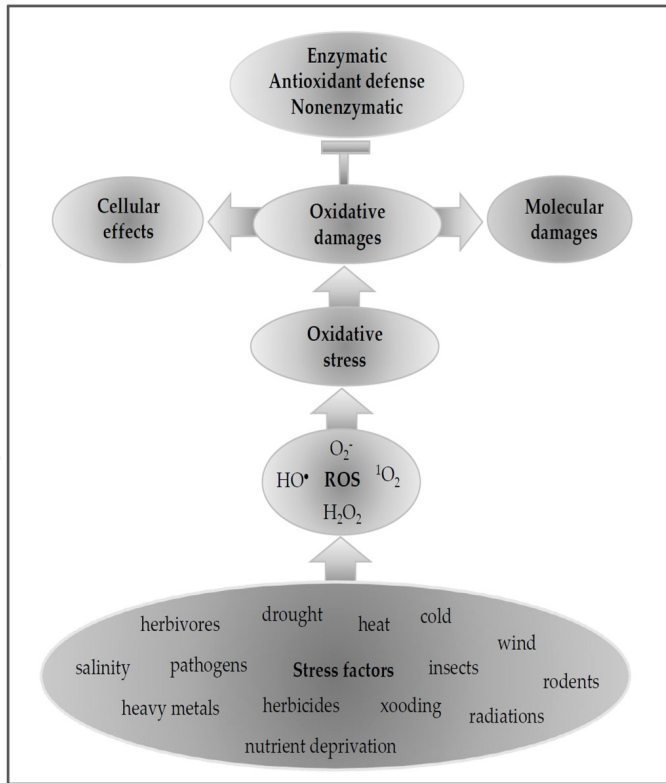 Enzymatic
Antioxidant defense
Nonenzymatic
Cellular
effects
Oxidative
damages
Molecular
damages
Oxidative
stress
O₂⁻
HO• ROS ¹O₂
H₂O₂
herbivores drought heat cold wind
salinity pathogens Stress factors insects rodents
heavy metals herbicides xooding radiations
nutrient deprivation